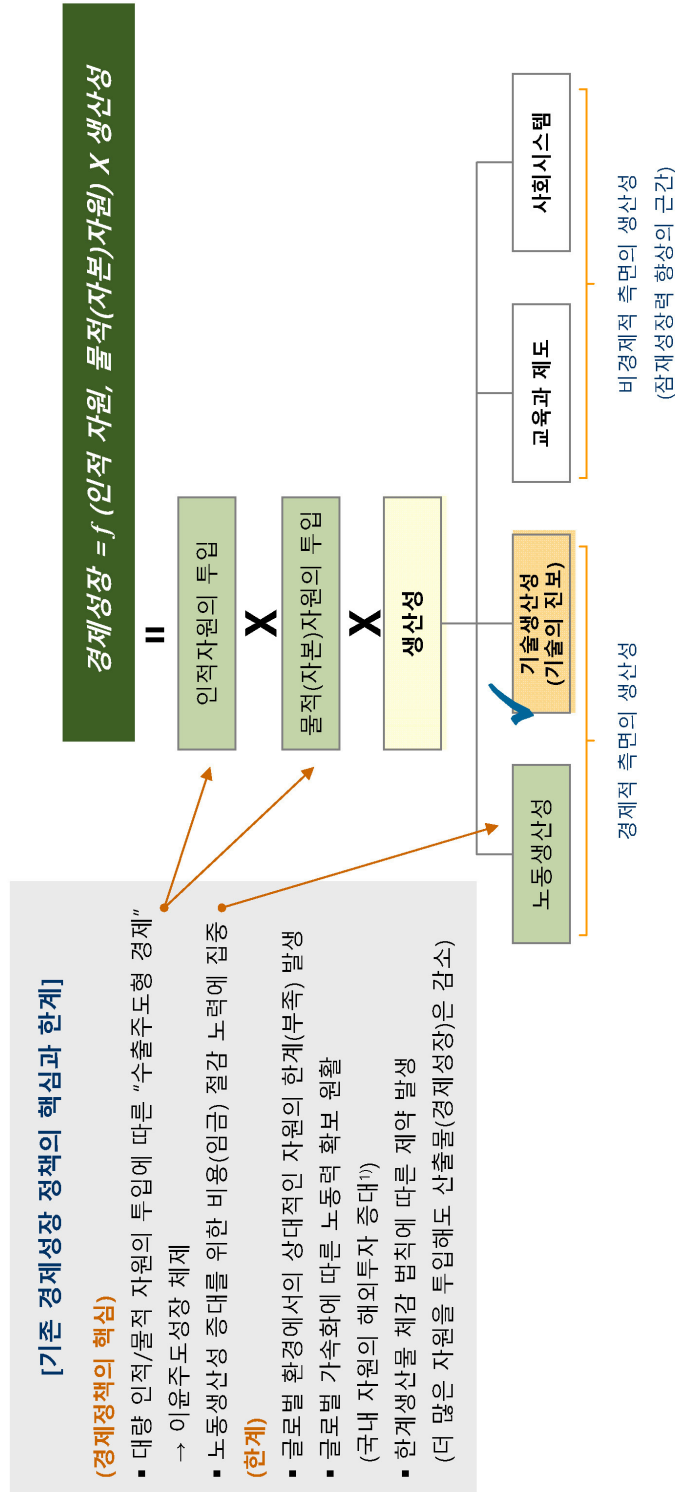 [기존 경제성장 정책의 핵심과 한계]
(경제정책의 핵심)
▪ 대량 인적/물적 자원의 투입에 따른 “수출주도형 경제”
→ 이윤주도성장 체제
▪ 노동생산성 증대를 위한 비용(임금) 절감 노력에 집중
(한계)
▪ 글로벌 환경에서의 상대적인 자원의 한계(부족) 발생
▪ 글로벌 가속화에 따른 노동력 확보 원활
(국내 자원의 해외투자 증대¹⁾)
▪ 한계생산물 체감 법칙에 따른 제약 발생
(더 많은 자원을 투입해도 산출물(경제성장)은 감소)
경제성장 = f (인적 자원, 물적(자본)자원) X 생산성
=
인적자원의 투입
X
물적(자본)자원의 투입
X
생산성
노동생산성
기술생산성
(기술의 진보)
교육과 제도
사회시스템
경제적 측면의 생산성
비경제적 측면의 생산성
(잠재성장력 향상의 근간)